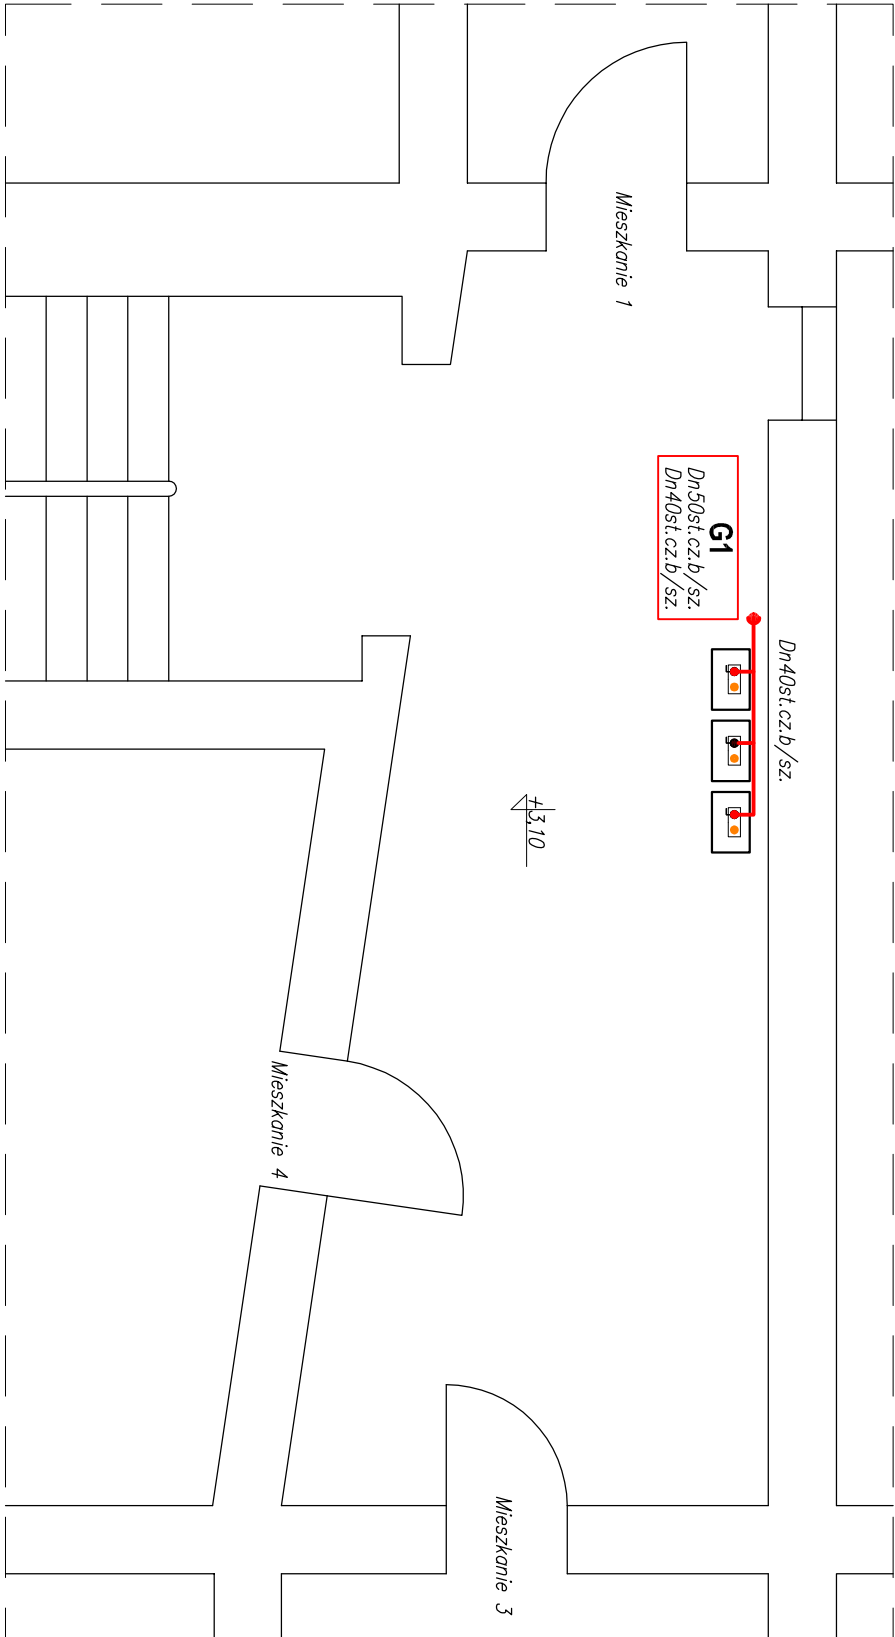 Mieszkanie 1
G1
Dn50st.cz.b/sz.
Dn40st.cz.b/sz.
Dn40st.cz.b/sz.
+3,10
Mieszkanie 4
Mieszkanie 3